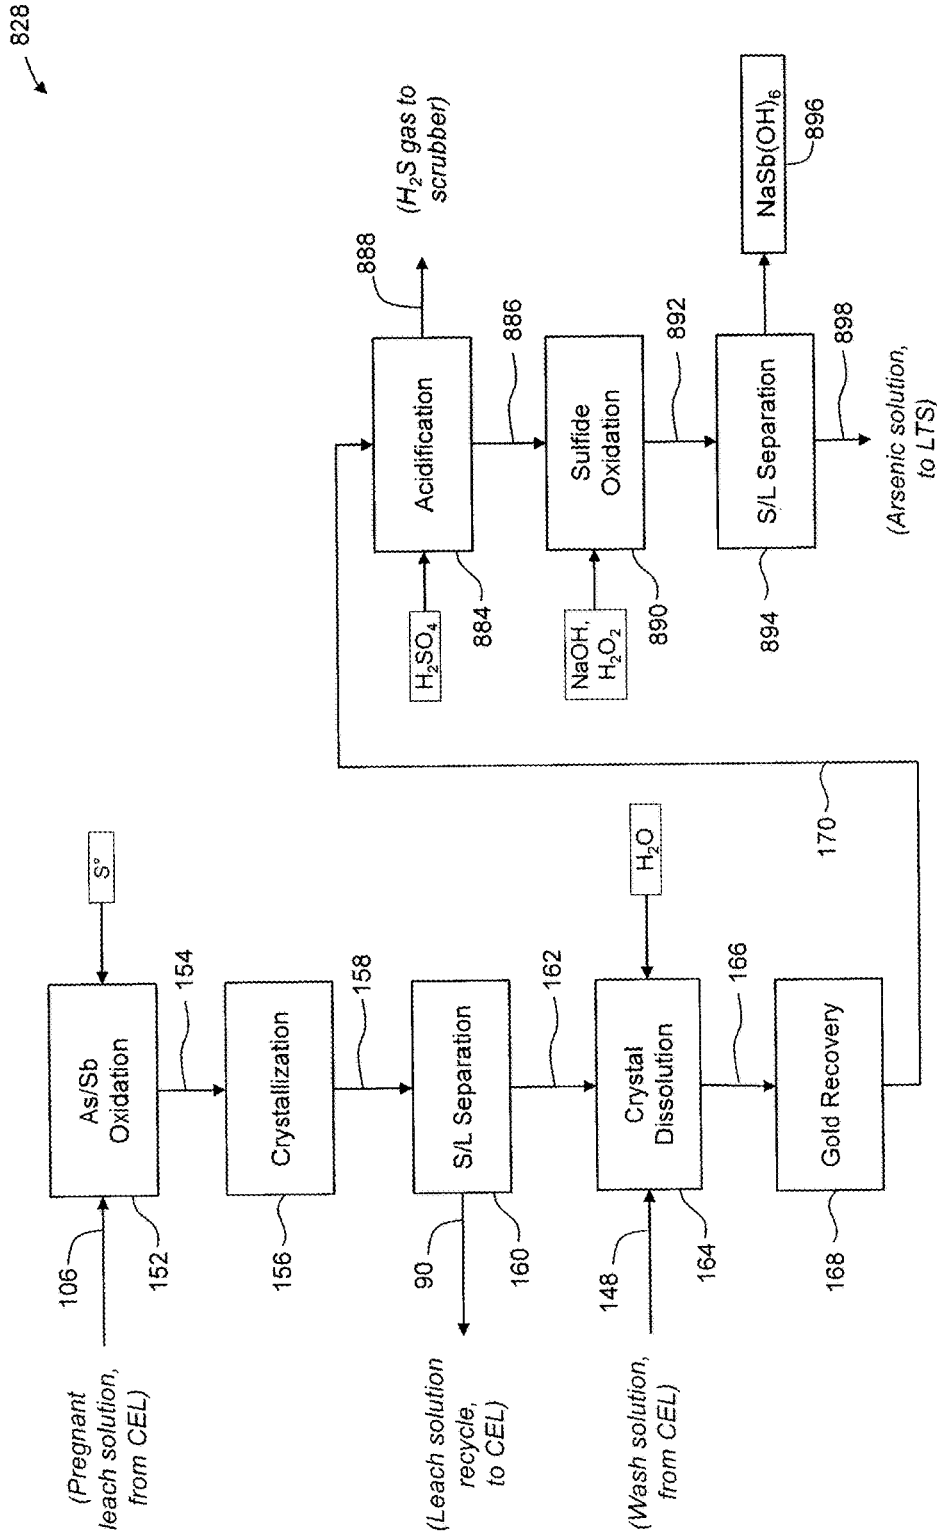 828
S°
106
As/Sb
Oxidation
152
(Pregnant
leach solution,
from CEL)
154
Crystallization
156
158
90
S/L Separation
160
(Leach solution
recycle,
to CEL)
162
H₂O
148
Crystal
Dissolution
164
(Wash solution,
from CEL)
166
Gold Recovery
168
170
H₂SO₄
Acidification
884
888
(H₂S gas to
scrubber)
886
NaOH,
H₂O₂
Sulfide
Oxidation
890
892
S/L Separation
894
NaSb(OH)₆
896
898
(Arsenic solution,
to LTS)